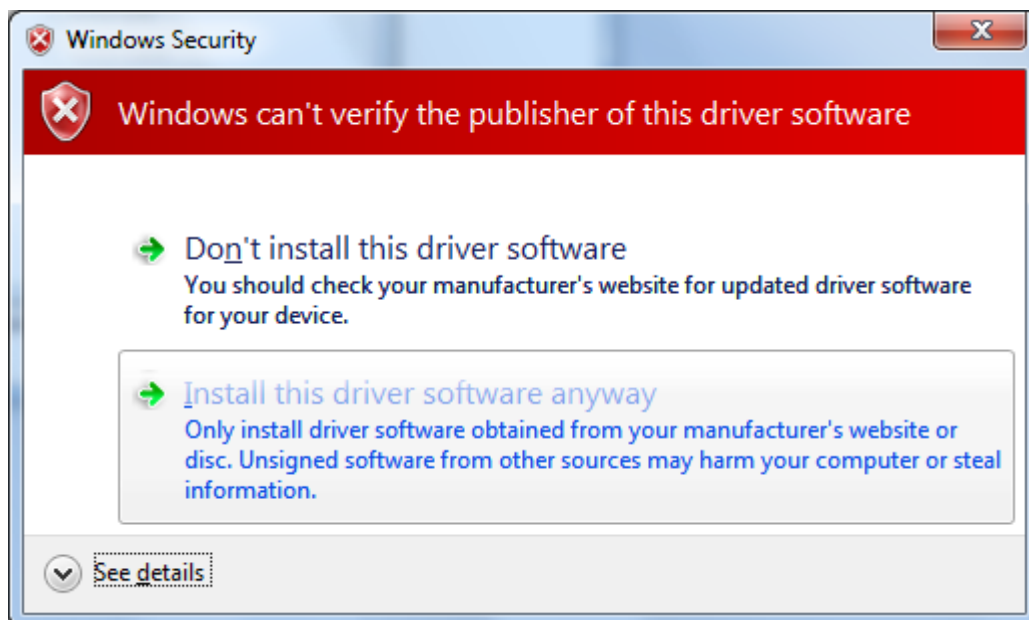 Windows Security
Windows can't verify the publisher of this driver software
Don't install this driver software
You should check your manufacturer's website for updated driver software
for your device.
Install this driver software anyway
Only install driver software obtained from your manufacturer's website or
disc. Unsigned software from other sources may harm your computer or steal
information.
See details